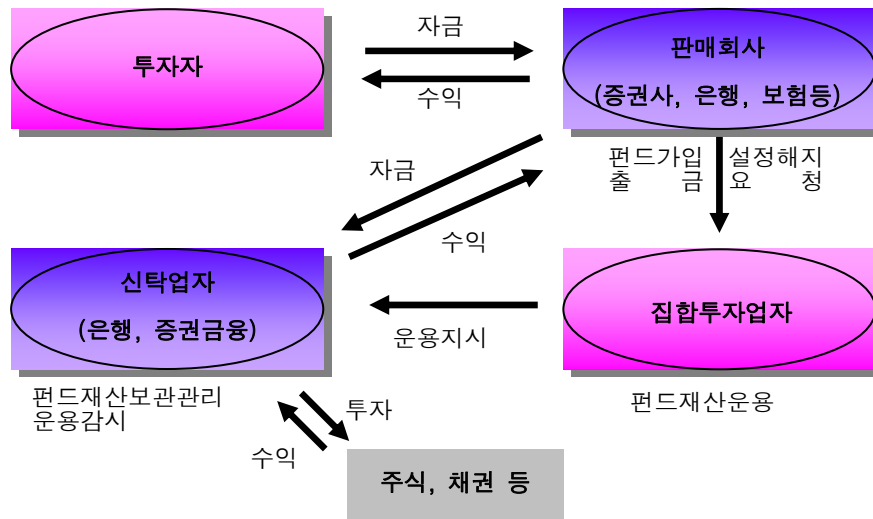 투자자
자금
수익
판매회사
(증권사, 은행, 보험등)
펀드가입
출 금
설정해지
요 청
자금
수익
신탁업자
(은행, 증권금융)
운용지시
집합투자업자
펀드재산보관관리
운용감시
펀드재산운용
투자
수익
주식, 채권 등